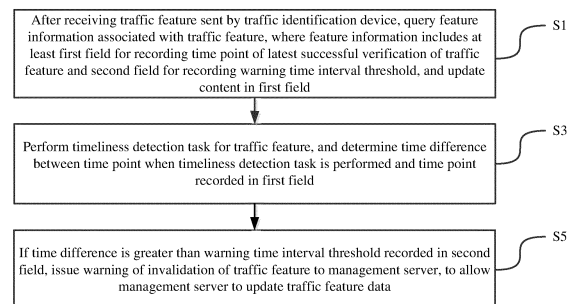 After receiving traffic feature sent by traffic identification device, query feature
information associated with traffic feature, where feature information includes at
least first field for recording time point of latest successful verification of traffic
feature and second field for recording warning time interval threshold, and update
content in first field
S1
Perform timeliness detection task for traffic feature, and determine time difference
between time point when timeliness detection task is performed and time point
recorded in first field
S3
If time difference is greater than warning time interval threshold recorded in second
field, issue warning of invalidation of traffic feature to management server, to allow
management server to update traffic feature data
S5